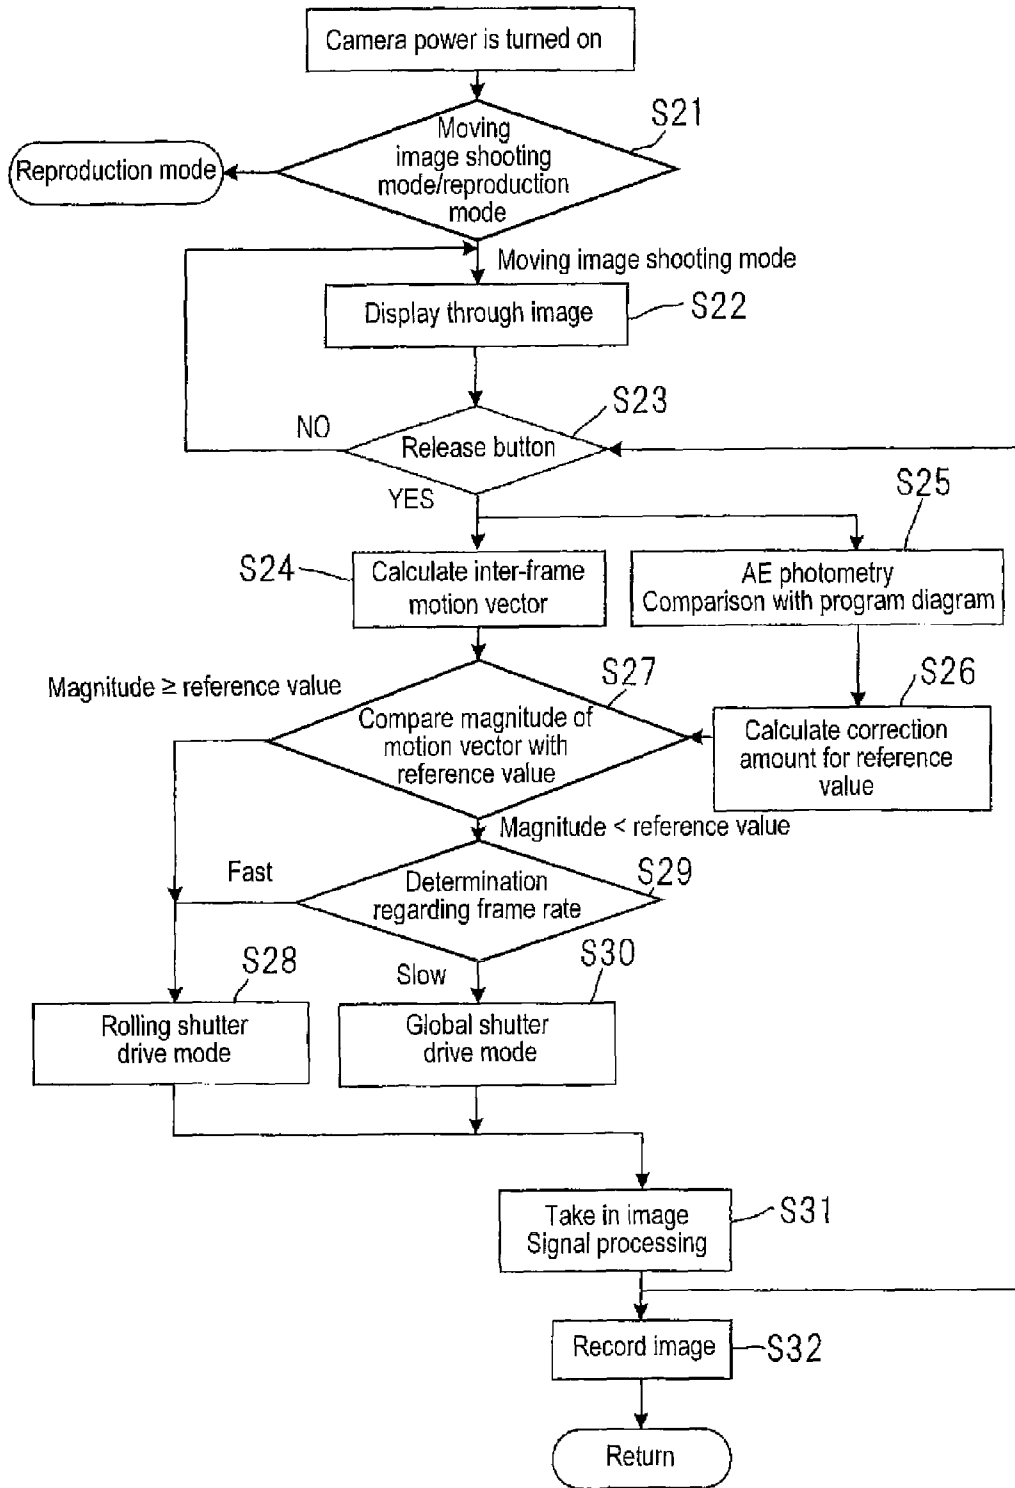 Camera power is turned on
S21
Moving
image shooting
mode/reproduction
mode
Reproduction mode
Moving image shooting mode
Display through image
S22
S23
NO
Release button
YES
S25
S24
Calculate inter-frame
motion vector
AE photometry
Comparison with program diagram
Magnitude ≥ reference value
S27
S26
Compare magnitude of
motion vector with
reference value
Calculate correction
amount for reference
value
Magnitude < reference value
Fast
S29
Determination
regarding frame rate
Slow
S28
S30
Rolling shutter
drive mode
Global shutter
drive mode
Take in image
Signal processing
S31
Record image
S32
Return